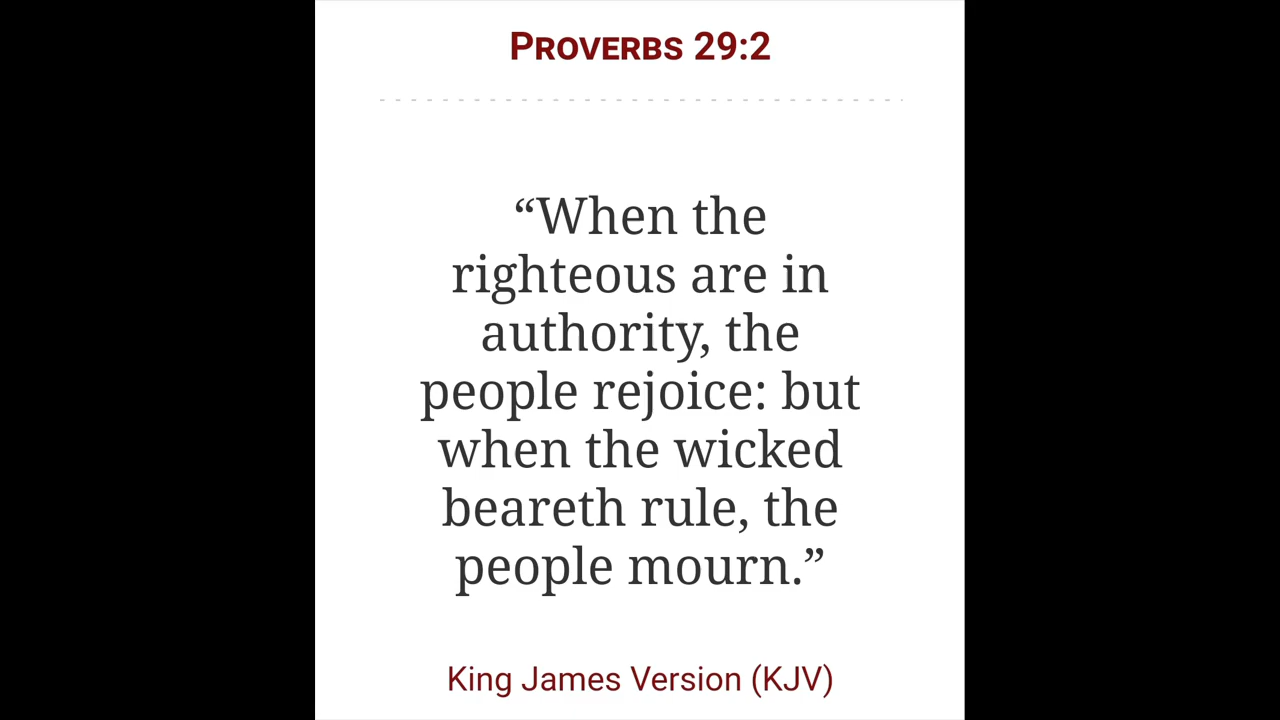 Proverbs 29:2
“When the
righteous are in
authority, the
people rejoice: but
when the wicked
beareth rule, the
people mourn.”
King James Version (KJV)